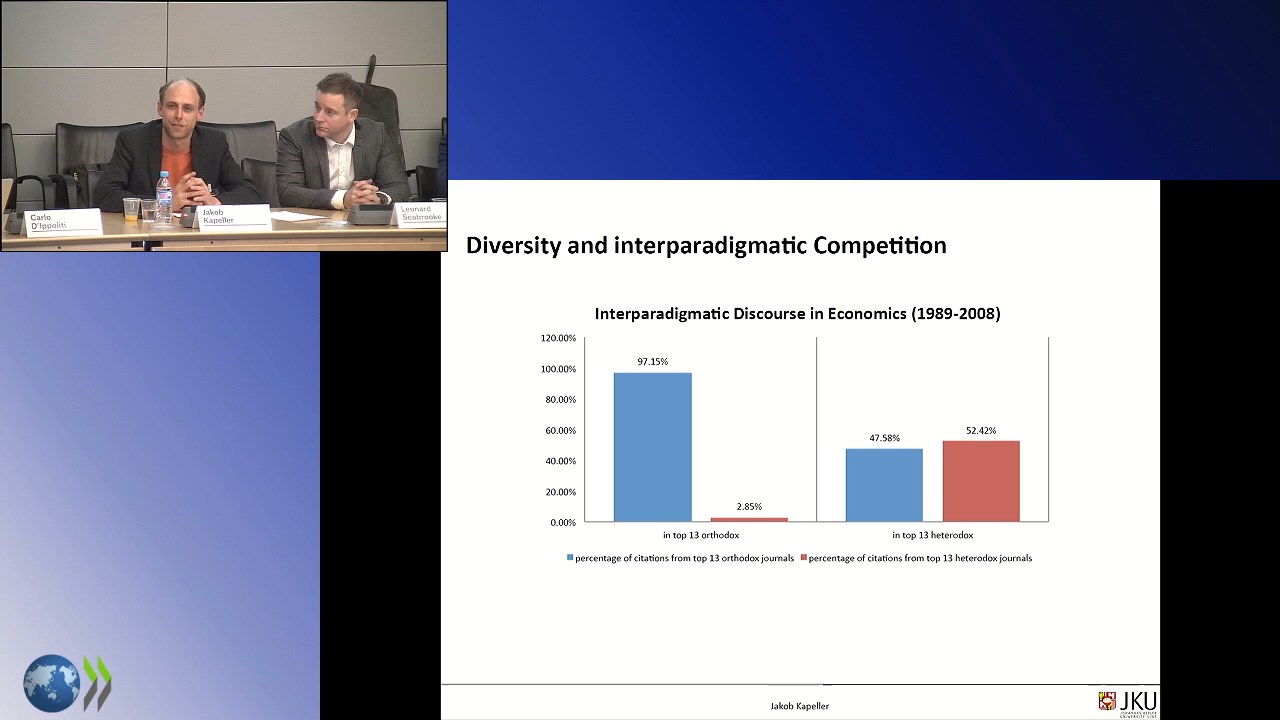 Carlo
D'Ippoliti
Jakob
Kapeller
Leonard
Seabrooke
Diversity and interparadigmatic Competition
Interparadigmatic Discourse in Economics (1989-2008)
120.00%
100.00%
80.00%
60.00%
40.00%
20.00%
0.00%
97.15%
2.85%
47.58%
52.42%
in top 13 orthodox
in top 13 heterodox
percentage of citations from top 13 orthodox journals
percentage of citations from top 13 heterodox journals
Jakob Kapeller
JKU